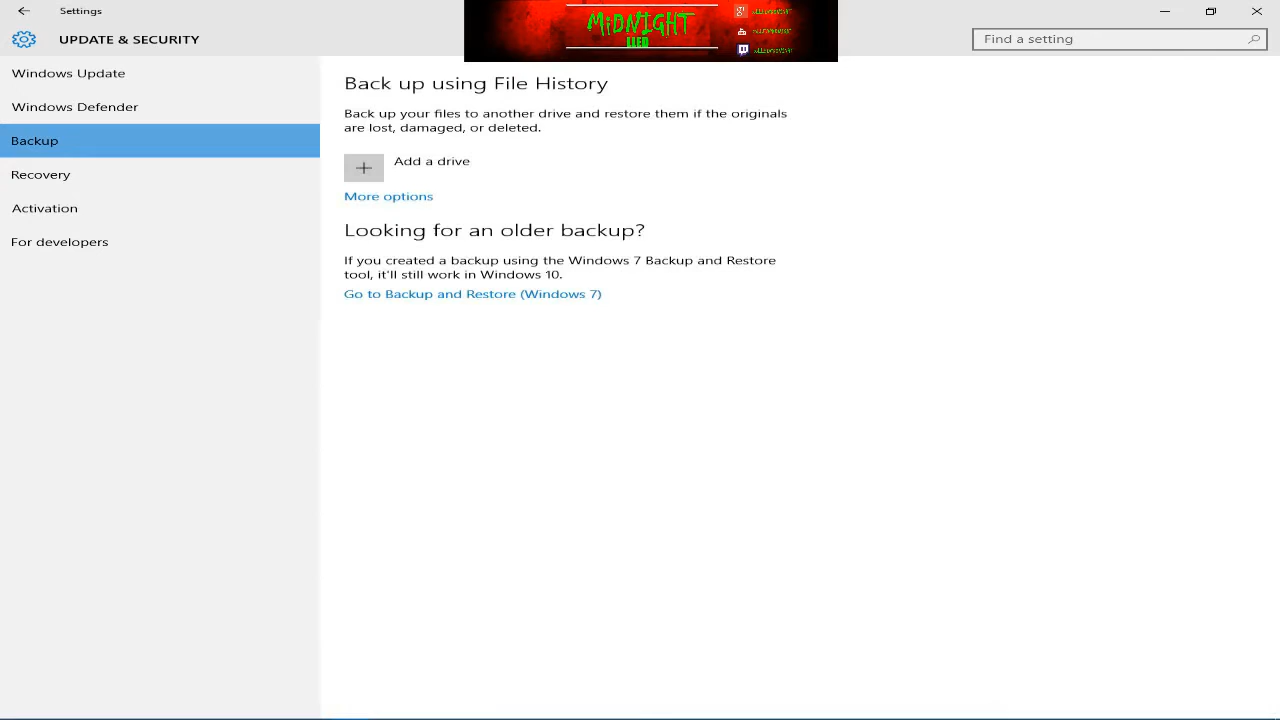 Settings
UPDATE & SECURITY
MiDNiGHT
LLED
Find a setting
Windows Update
Windows Defender
Backup
Recovery
Activation
For developers
Back up using File History
Back up your files to another drive and restore them if the originals
are lost, damaged, or deleted.
Add a drive
More options
Looking for an older backup?
If you created a backup using the Windows 7 Backup and Restore
tool, it'll still work in Windows 10.
Go to Backup and Restore (Windows 7)